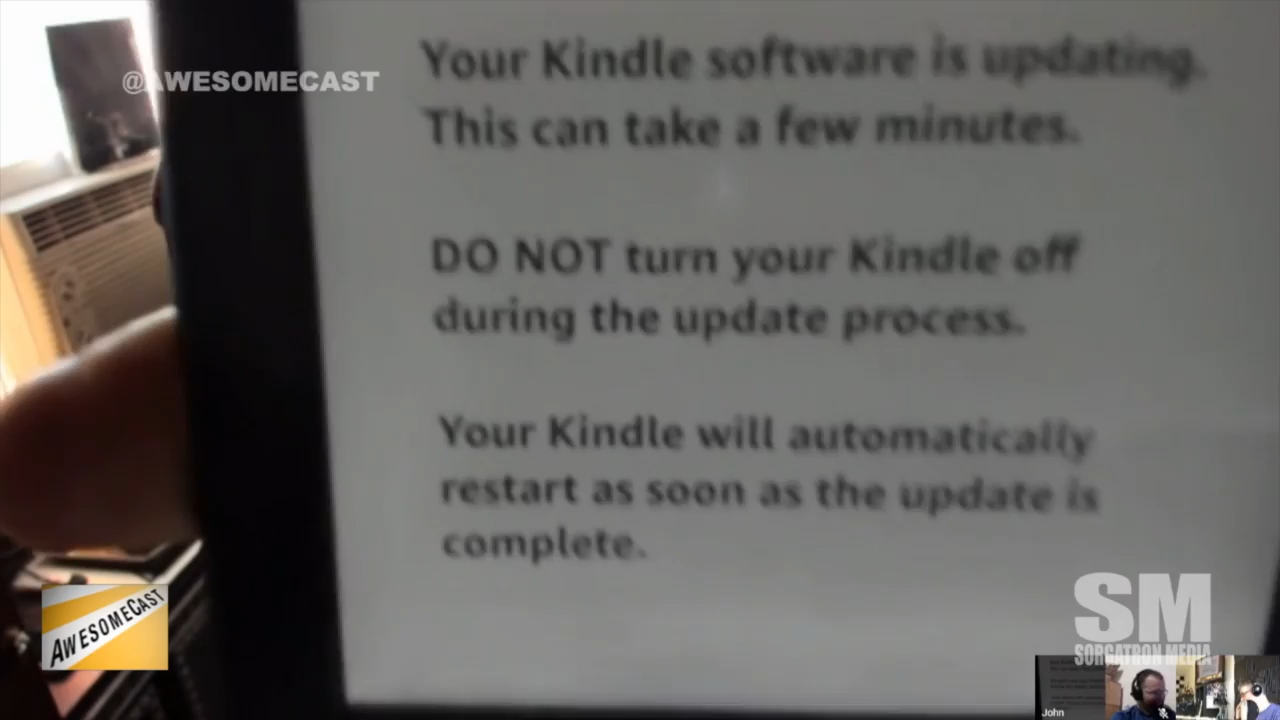 @AWESOMECAST
Your Kindle software is updating.
This can take a few minutes.
DO NOT turn your Kindle off
during the update process.
Your Kindle will automatically
restart as soon as the update is
complete.
AWESOMECAST
SM
SORGATRON MEDIA
John